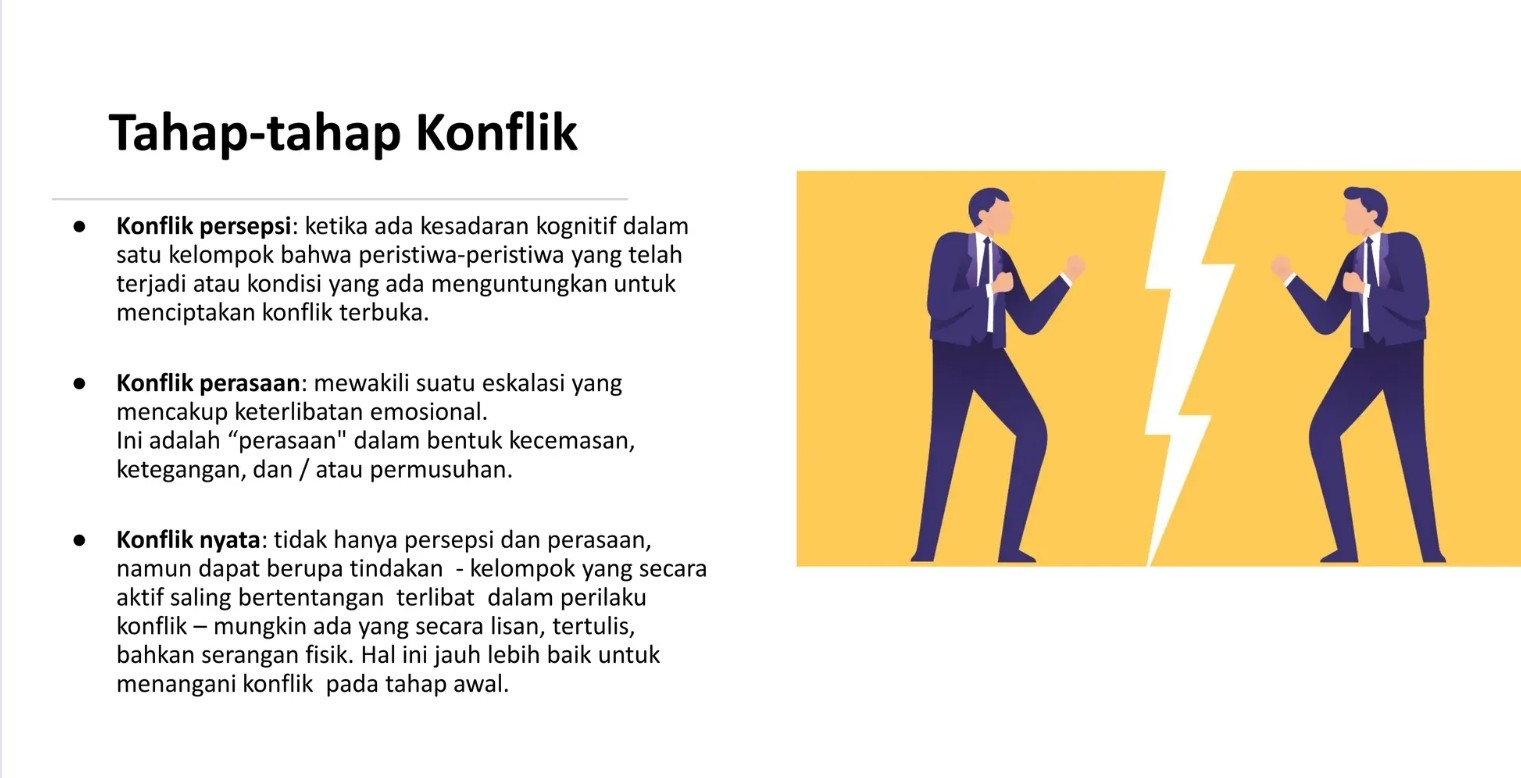 Tahap-tahap Konflik
● Konflik persepsi: ketika ada kesadaran kognitif dalam
satu kelompok bahwa peristiwa-peristiwa yang telah
terjadi atau kondisi yang ada menguntungkan untuk
menciptakan konflik terbuka.
● Konflik perasaan: mewakili suatu eskalasi yang
mencakup keterlibatan emosional.
Ini adalah “perasaan" dalam bentuk kecemasan,
ketegangan, dan / atau permusuhan.
● Konflik nyata: tidak hanya persepsi dan perasaan,
namun dapat berupa tindakan  - kelompok yang secara
aktif saling bertentangan  terlibat  dalam perilaku
konflik – mungkin ada yang secara lisan, tertulis,
bahkan serangan fisik. Hal ini jauh lebih baik untuk
menangani konflik  pada tahap awal.